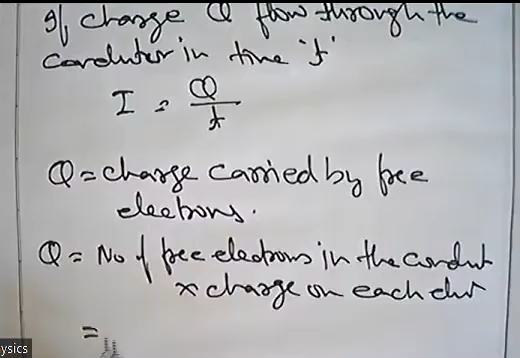 If charge Q flow through the
conductor in time 't'
I = Q/t
Q = charge carried by free
electrons.
Q = No of free electrons in the conduct
× charge on each elect
=
ysics